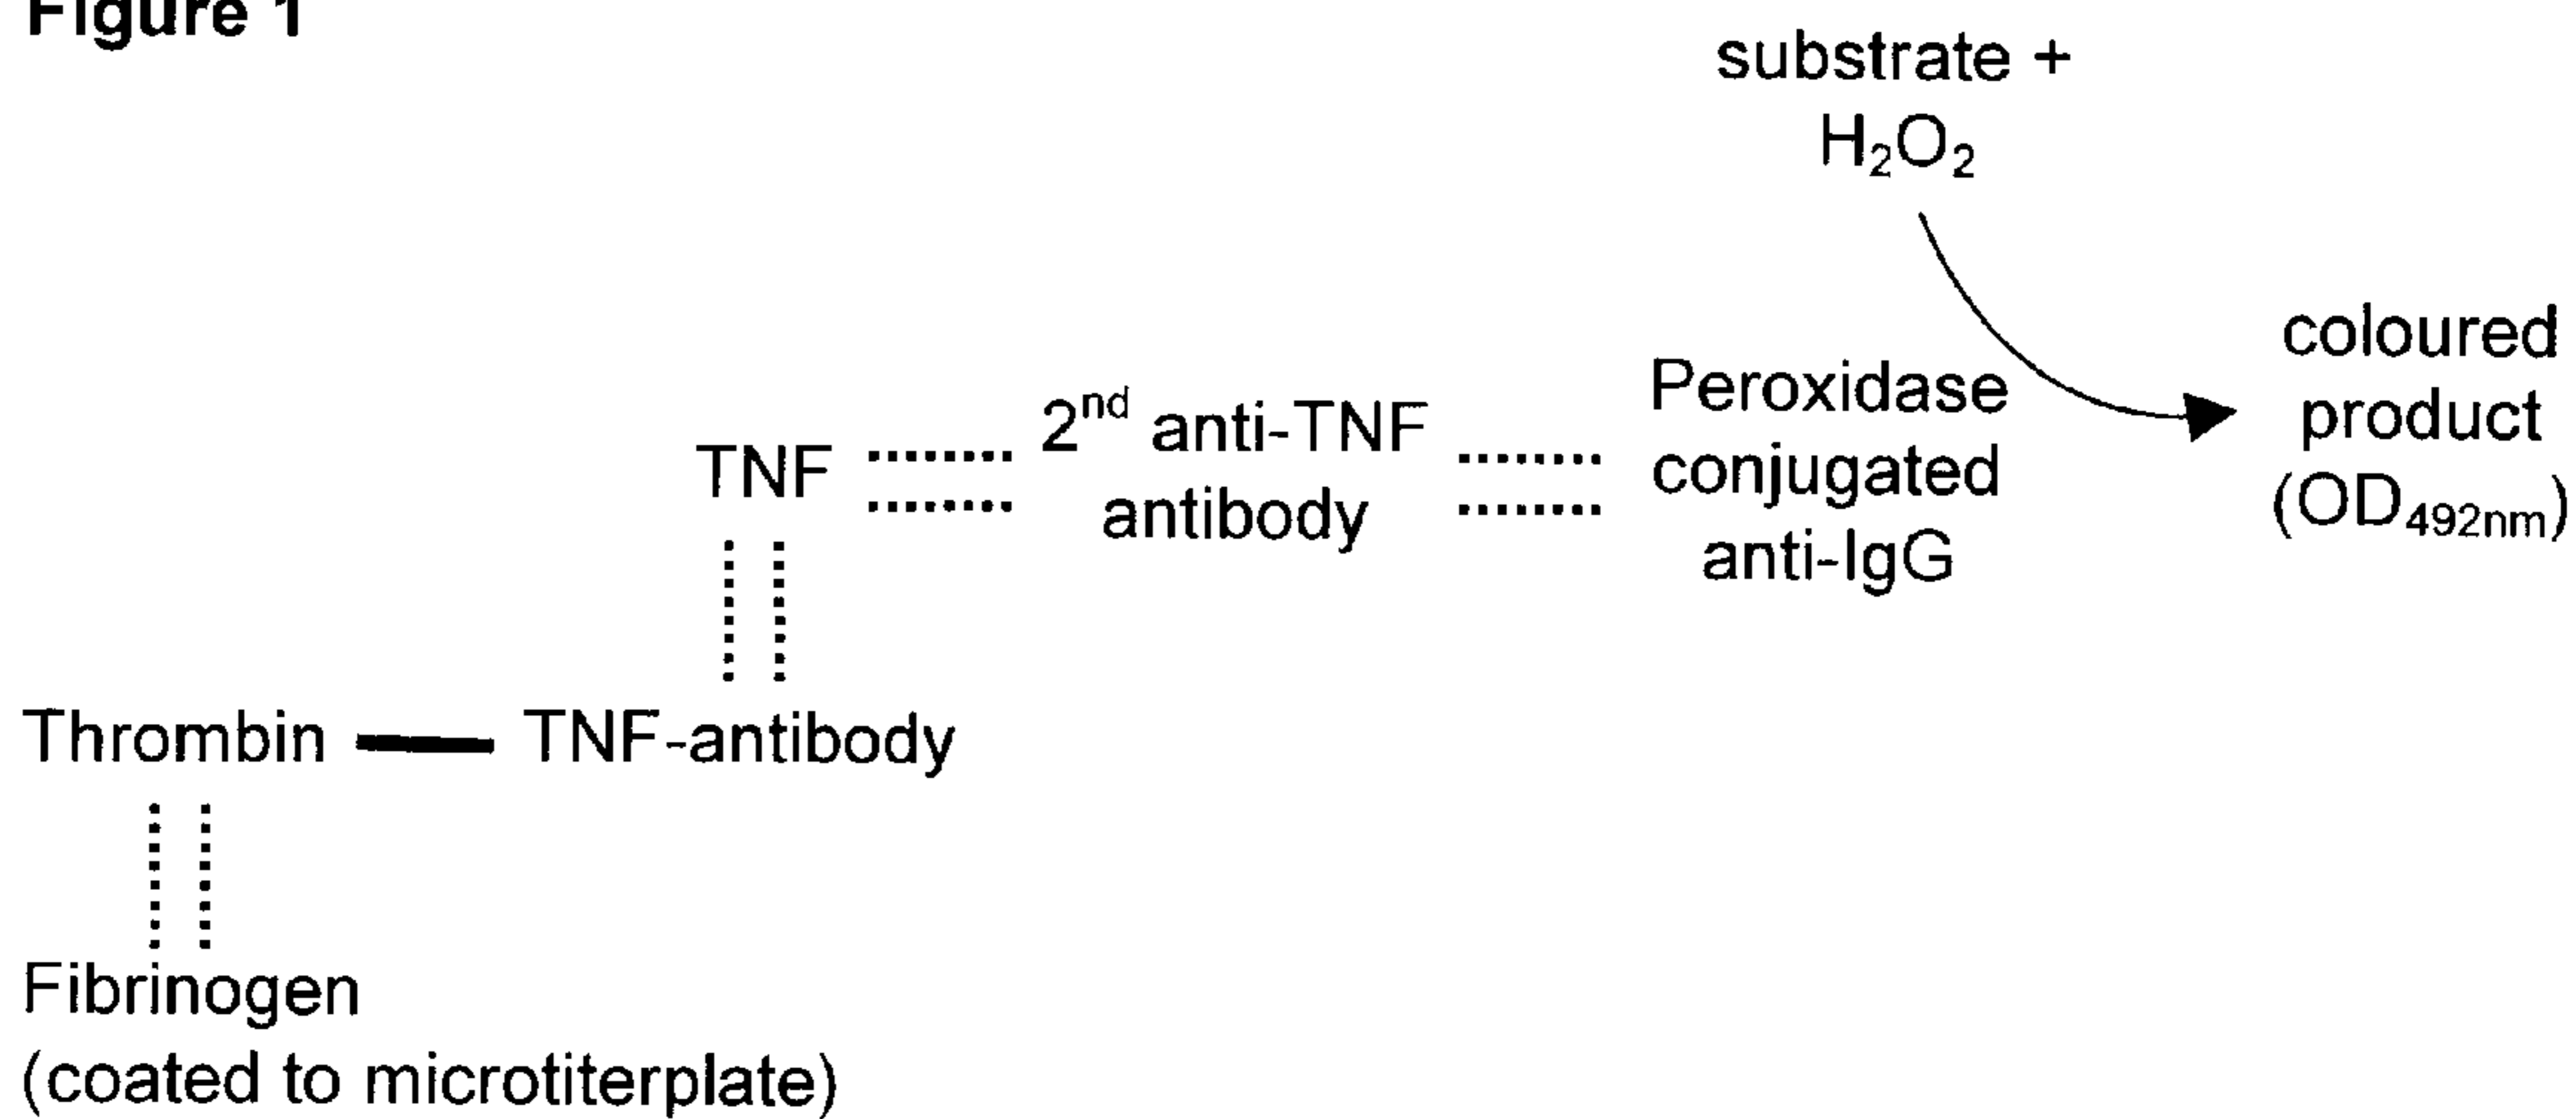 Figure 1
substrate +
H₂O₂
coloured
product
(OD₄₉₂nm)
Peroxidase
conjugated
anti-IgG
2nd anti-TNF
antibody
TNF
Thrombin
TNF-antibody
Fibrinogen
(coated to microtiterplate)